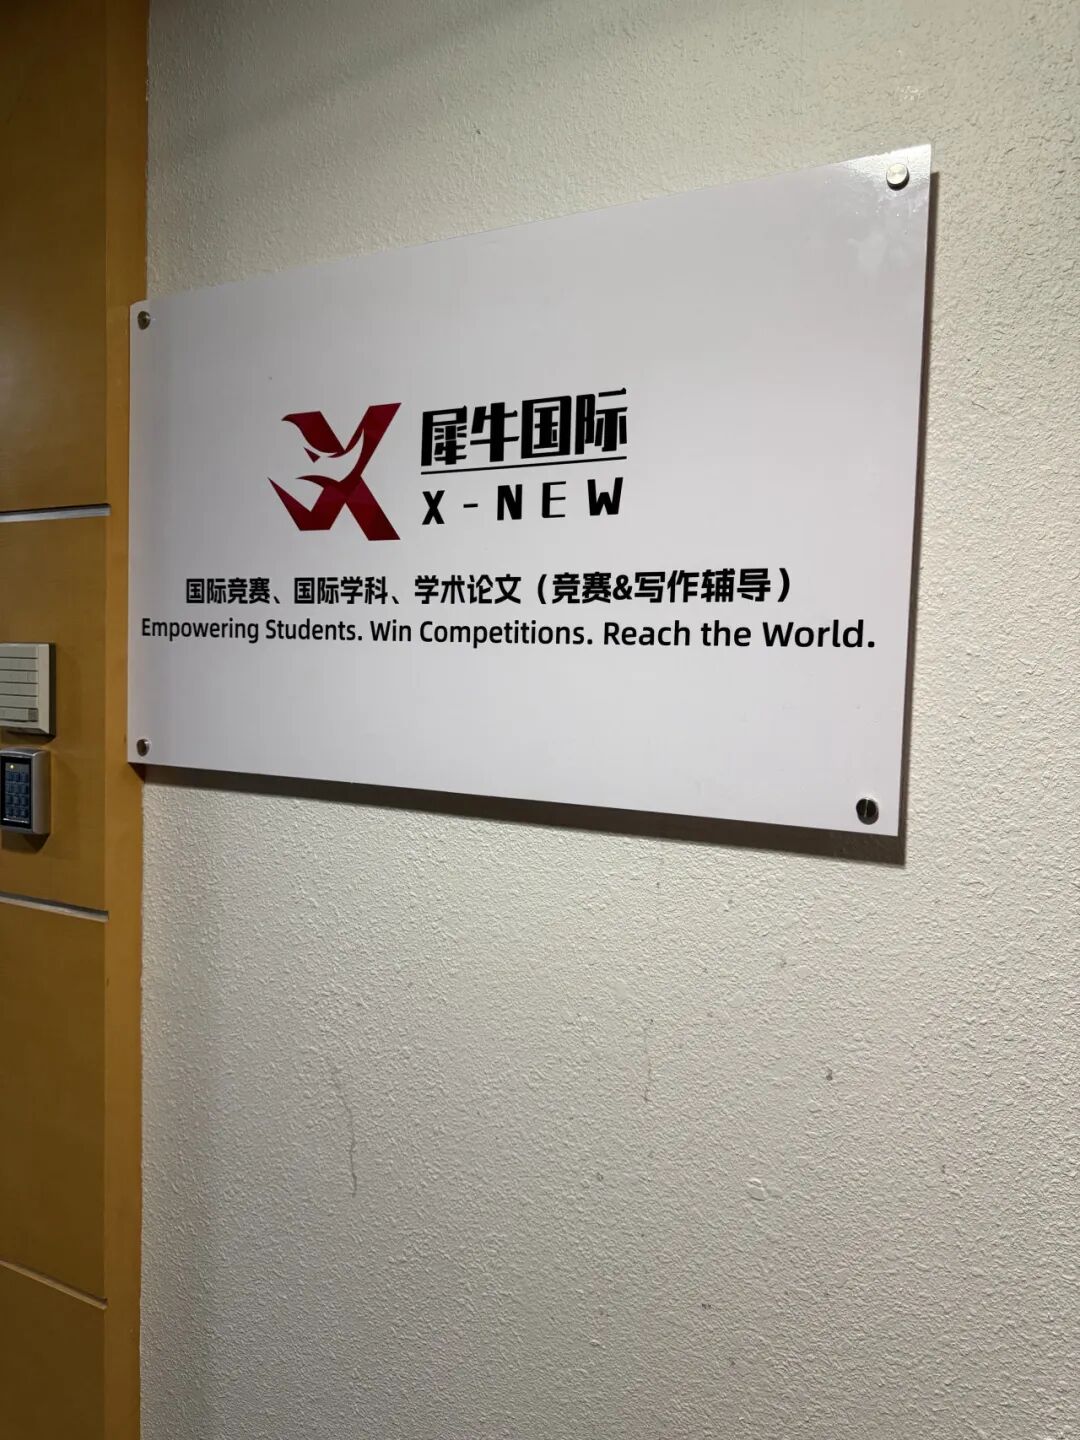 犀牛国际
X-NEW
国际竞赛、国际学科、学术论文（竞赛&写作辅导）
Empowering Students. Win Competitions. Reach the World.